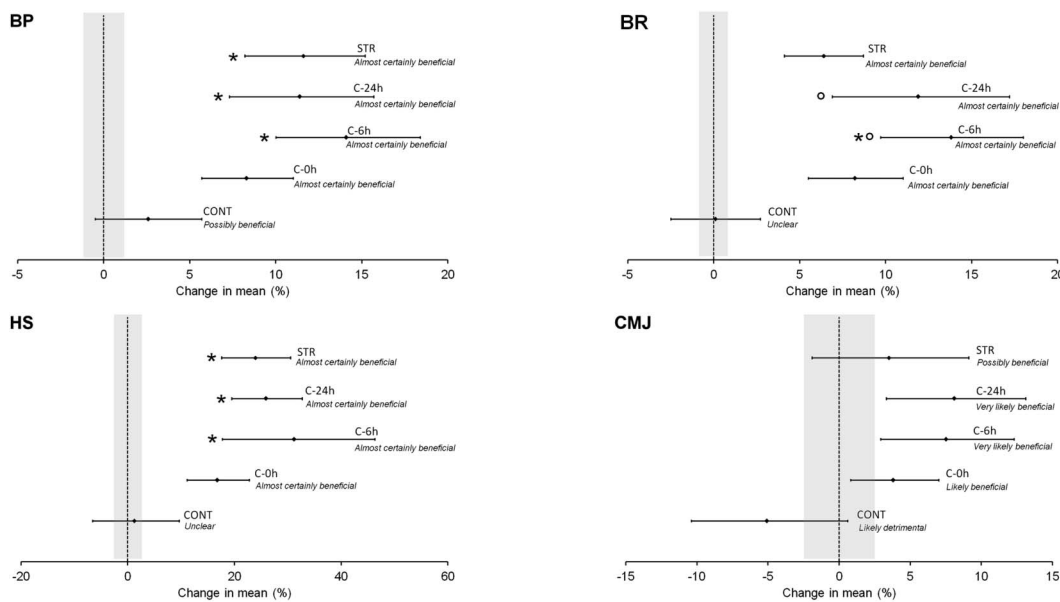 BP
STR
Almost certainly beneficial
*
C-24h
Almost certainly beneficial
*
C-6h
Almost certainly beneficial
*
C-0h
Almost certainly beneficial
CONT
Possibly beneficial
-5 0 5 10 15 20
Change in mean (%)
BR
STR
Almost certainly beneficial
C-24h
Almost certainly beneficial
C-6h
Almost certainly beneficial
*
C-0h
Almost certainly beneficial
CONT
Unclear
-5 0 5 10 15 20
Change in mean (%)
HS
STR
Almost certainly beneficial
*
C-24h
Almost certainly beneficial
*
C-6h
Almost certainly beneficial
*
C-0h
Almost certainly beneficial
CONT
Unclear
-20 0 20 40 60
Change in mean (%)
CMJ
STR
Possibly beneficial
C-24h
Very likely beneficial
C-6h
Very likely beneficial
C-0h
Likely beneficial
CONT
Likely detrimental
-15 -10 -5 0 5 10 15
Change in mean (%)